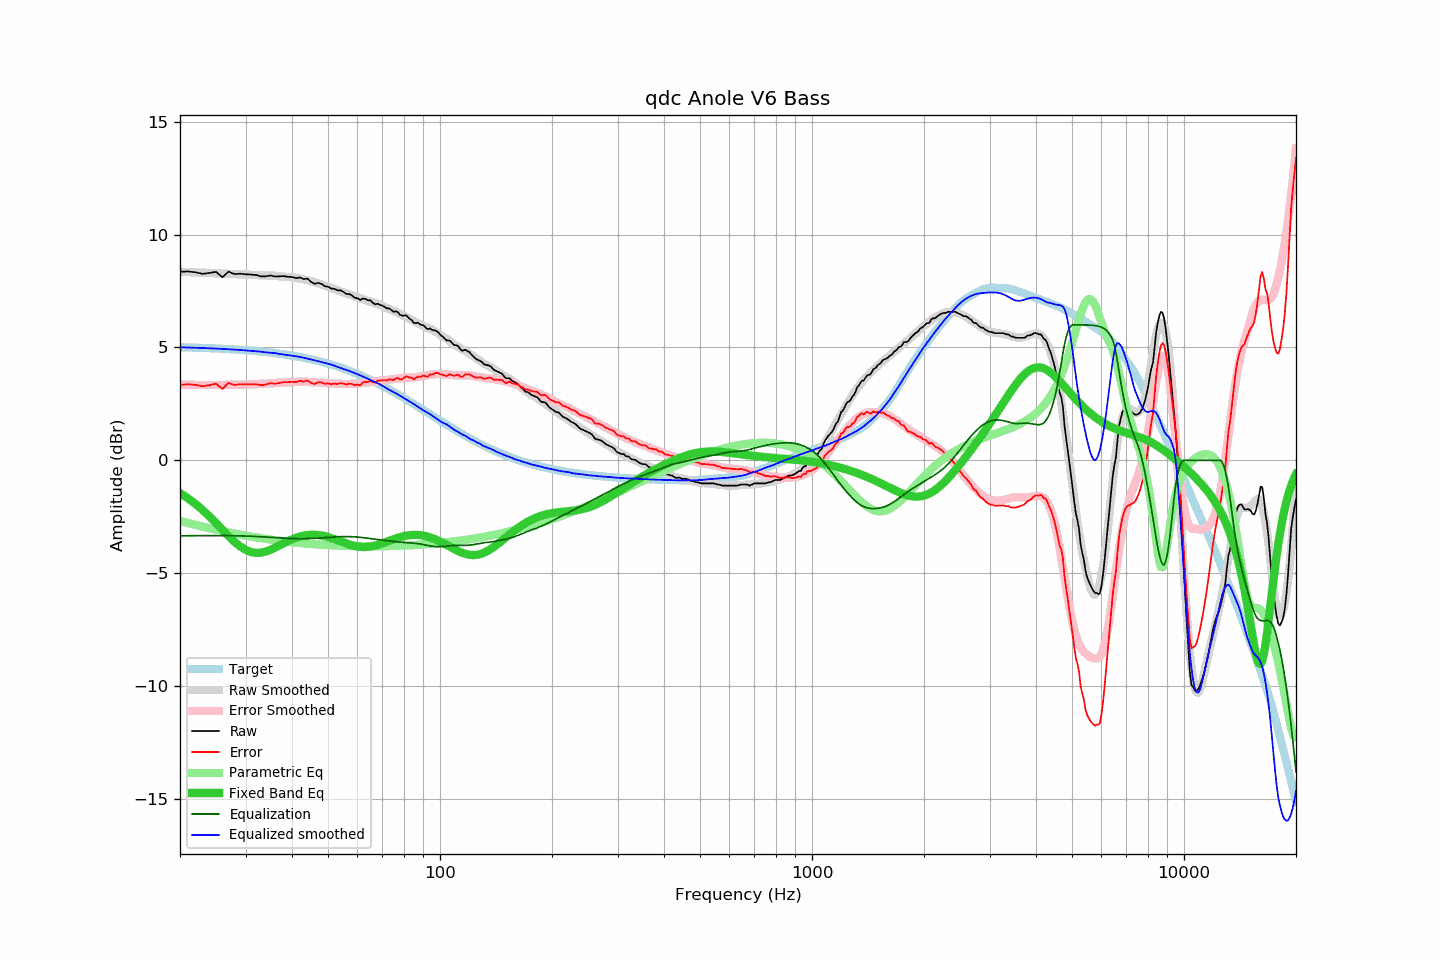 qdc Anole V6 Bass
15
10
5
0
−5
−10
−15
Amplitude (dBr)
Target
Raw Smoothed
Error Smoothed
Raw
Error
Parametric Eq
Fixed Band Eq
Equalization
Equalized smoothed
100
1000
10000
Frequency (Hz)